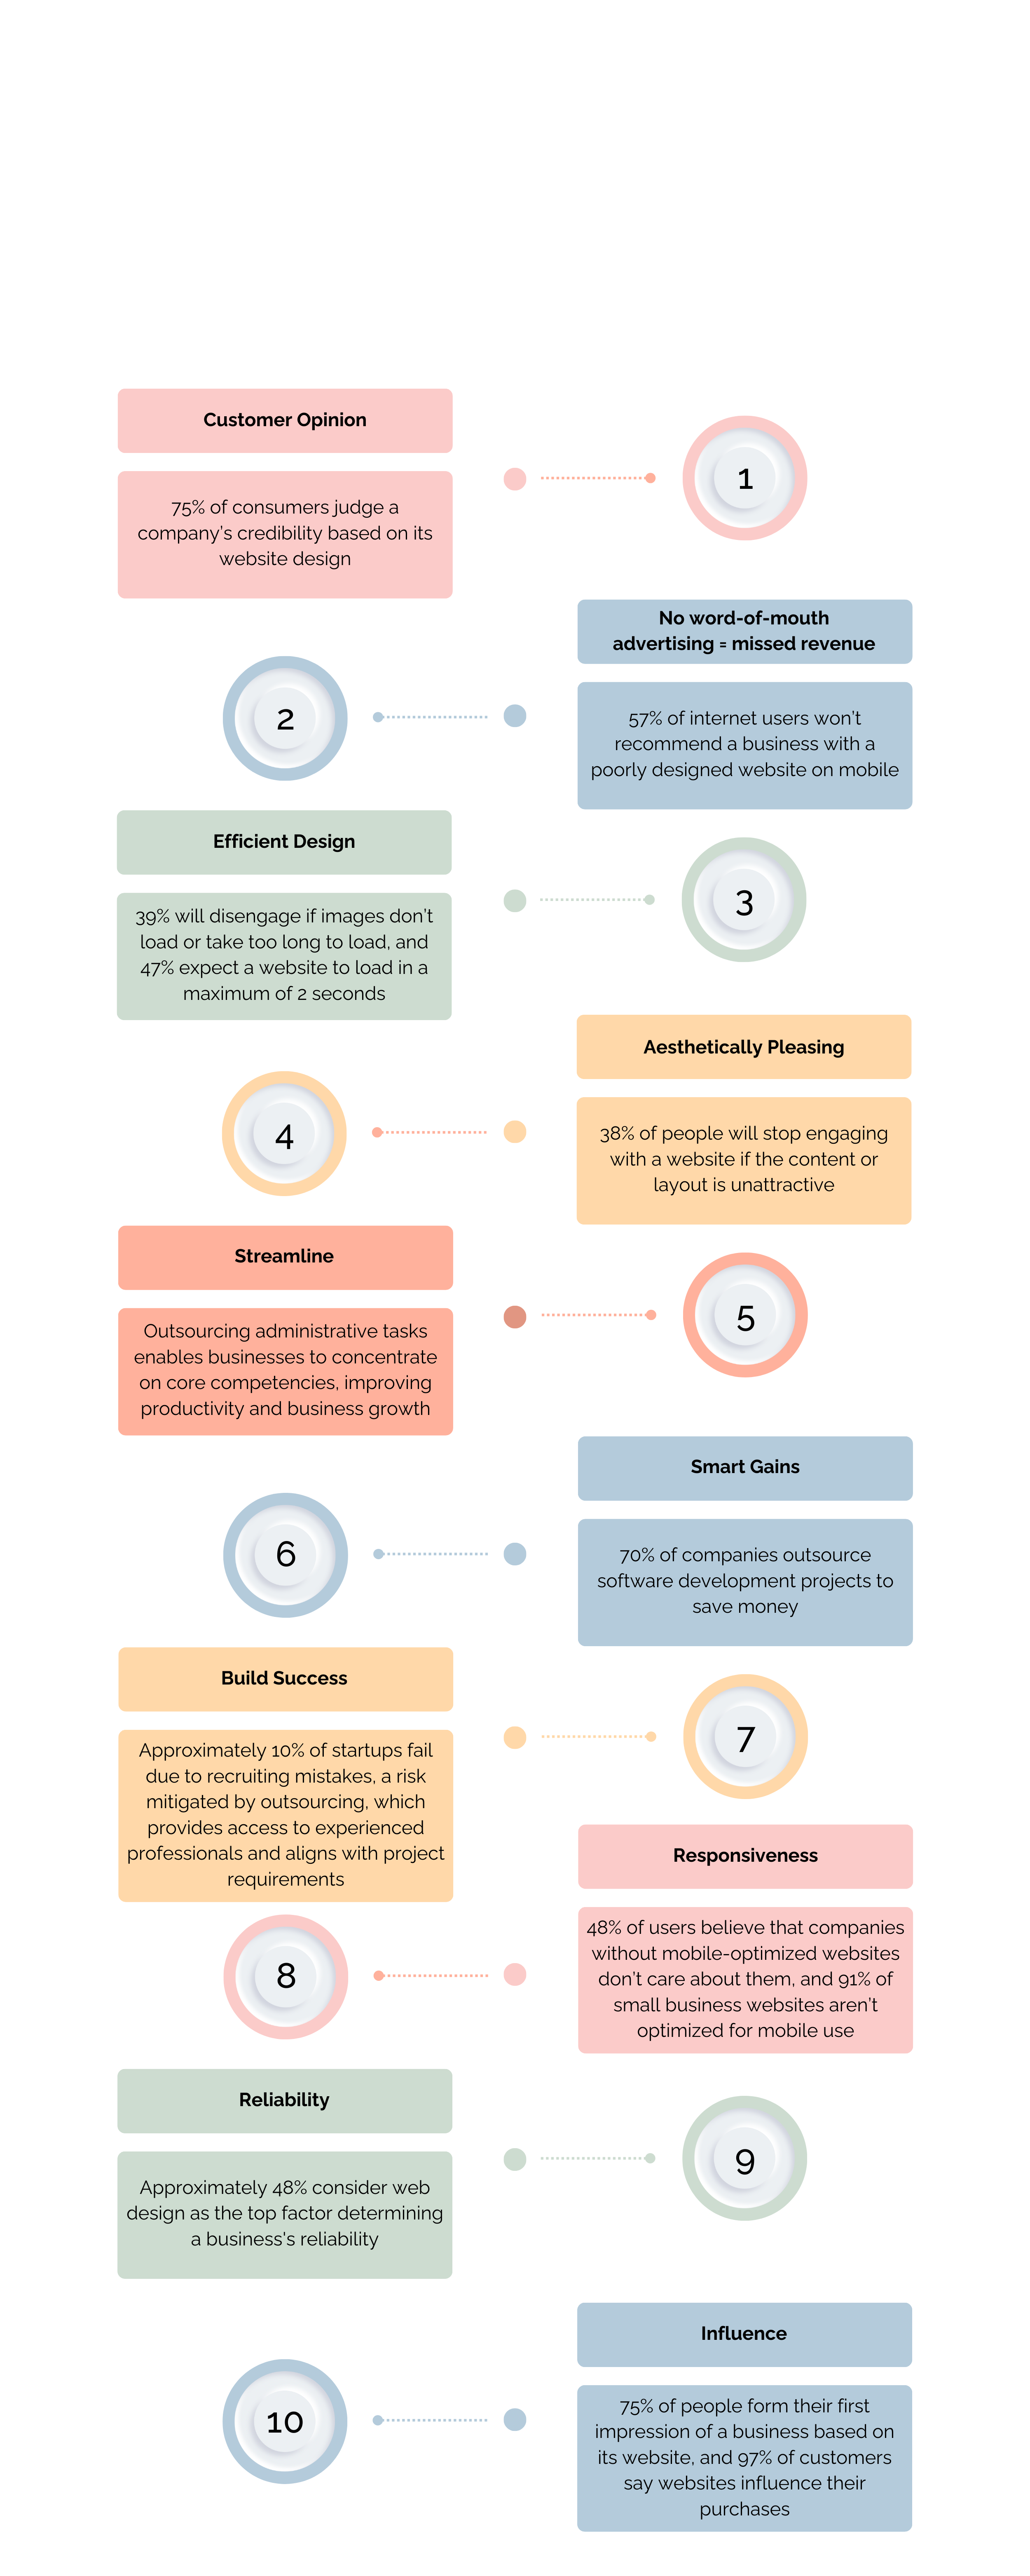 Customer Opinion
1
75% of consumers judge a
company's credibility based on its
website design
No word-of-mouth
advertising = missed revenue
2
57% of internet users won't
recommend a business with a
poorly designed website on mobile
Efficient Design
3
39% will disengage if images don't
load or take too long to load, and
47% expect a website to load in a
maximum of 2 seconds
Aesthetically Pleasing
4
38% of people will stop engaging
with a website if the content or
layout is unattractive
Streamline
5
Outsourcing administrative tasks
enables businesses to concentrate
on core competencies, improving
productivity and business growth
Smart Gains
6
70% of companies outsource
software development projects to
save money
Build Success
7
Approximately 10% of startups fail
due to recruiting mistakes, a risk
mitigated by outsourcing, which
provides access to experienced
professionals and aligns with project
requirements
Responsiveness
8
48% of users believe that companies
without mobile-optimized websites
don't care about them, and 91% of
small business websites aren't
optimized for mobile use
Reliability
9
Approximately 48% consider web
design as the top factor determining
a business's reliability
Influence
10
75% of people form their first
impression of a business based on
its website, and 97% of customers
say websites influence their
purchases